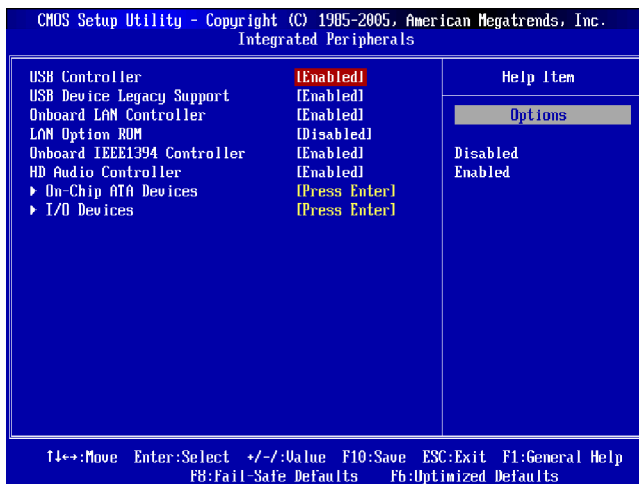 CMOS Setup Utility - Copyright (C) 1985-2005, American Megatrends, Inc.
Integrated Peripherals
USB Controller [Enabled]
USB Device Legacy Support [Enabled]
Onboard LAN Controller [Enabled]
LAN Option ROM [Disabled]
Onboard IEEE1394 Controller [Enabled]
HD Audio Controller [Enabled]
► On-Chip ATA Devices [Press Enter]
► I/O Devices [Press Enter]
Help Item
Options
Disabled
Enabled
↑↓←→:Move Enter:Select +/-/:Value F10:Save ESC:Exit F1:General Help
F8:Fail-Safe Defaults F6:Optimized Defaults